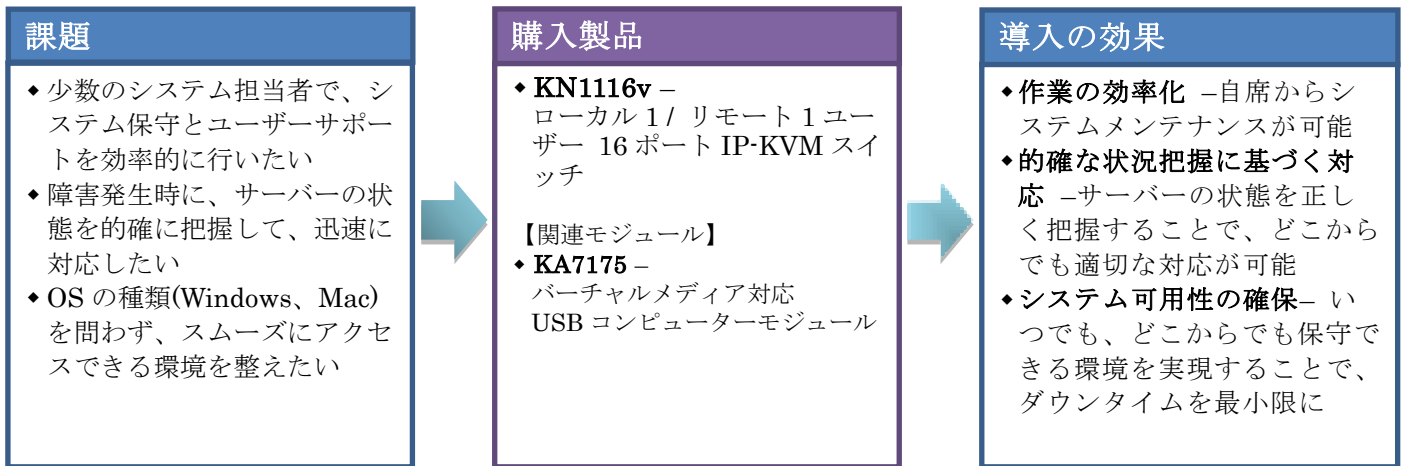 課題
◆少数のシステム担当者で、シ
ステム保守とユーザーサポー
トを効率的に行いたい
◆障害発生時に、サーバーの状
態を的確に把握して、迅速に
対応したい
◆OS の種類(Windows、Mac)
を問わず、スムーズにアクセ
スできる環境を整えたい
購入製品
◆KN1116v –
ローカル 1 / リモート 1 ユー
ザー 16 ポート IP-KVM スイ
ッチ
【関連モジュール】
◆KA7175 –
バーチャルメディア対応
USB コンピューターモジュール
導入の効果
◆作業の効率化 –自席からシ
ステムメンテナンスが可能
◆的確な状況把握に基づく対
応 –サーバーの状態を正し
く把握することで、どこから
でも適切な対応が可能
◆システム可用性の確保– い
つでも、どこからでも保守で
きる環境を実現することで、
ダウンタイムを最小限に